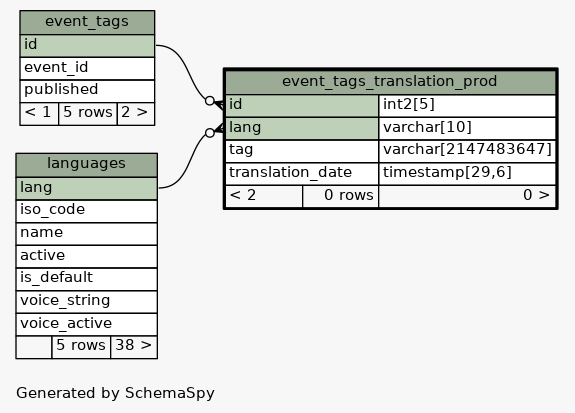 event_tags
id
event_id
published
< 1 5 rows 2 >
languages
lang
iso_code
name
active
is_default
voice_string
voice_active
5 rows 38 >
event_tags_translation_prod
id int2[5]
lang varchar[10]
tag varchar[2147483647]
translation_date timestamp[29,6]
< 2 0 rows 0 >
Generated by SchemaSpy